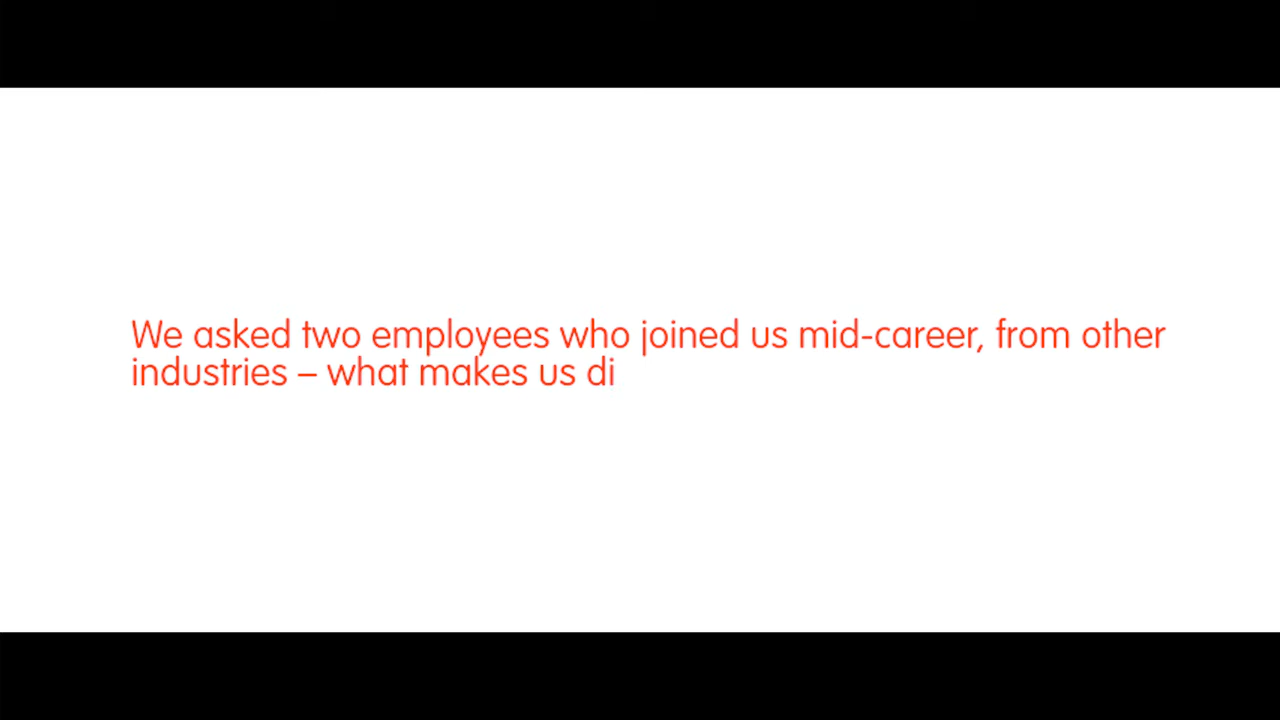 We asked two employees who joined us mid-career, from other
industries – what makes us di